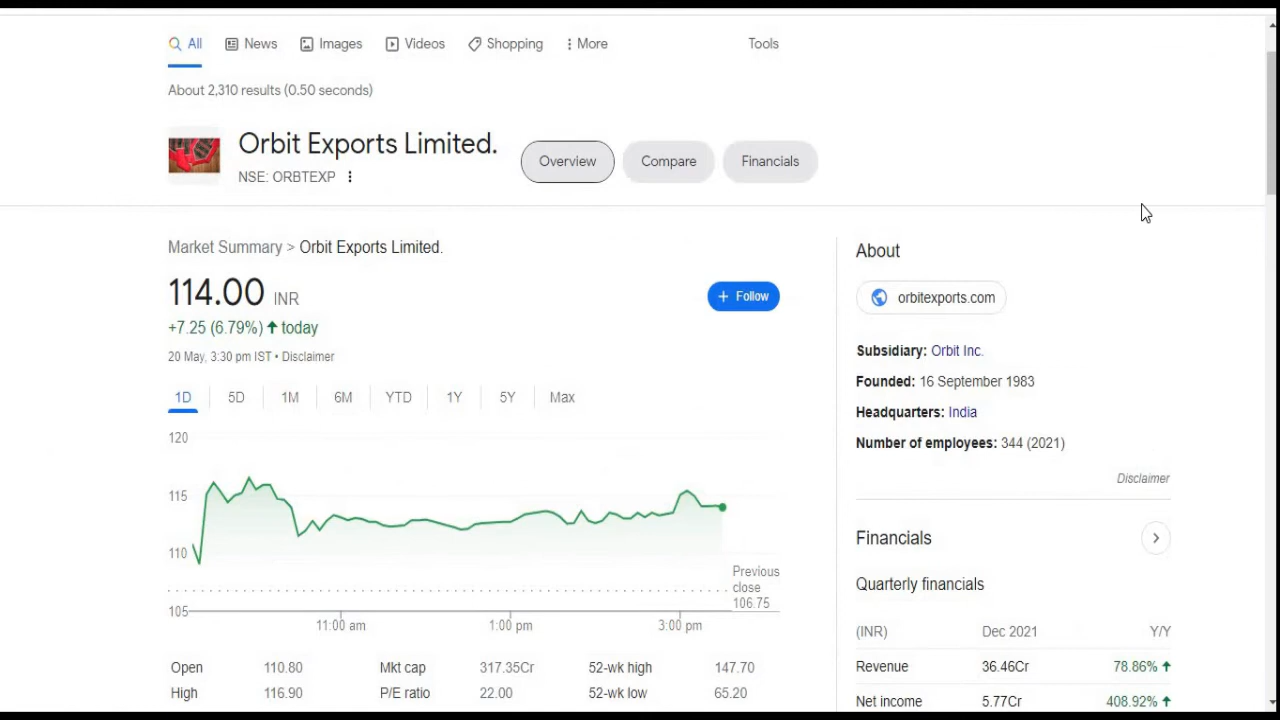 All News Images Videos Shopping More Tools
About 2,310 results (0.50 seconds)
Orbit Exports Limited.
NSE: ORBTEXP
Overview Compare Financials
Market Summary > Orbit Exports Limited.
114.00 INR
+7.25 (6.79%) today
20 May, 3:30 pm IST • Disclaimer
+ Follow
1D 5D 1M 6M YTD 1Y 5Y Max
120
115
110
105
Previous
close
106.75
11:00 am 1:00 pm 3:00 pm
Open 110.80 Mkt cap 317.35Cr 52-wk high 147.70
High 116.90 P/E ratio 22.00 52-wk low 65.20
About
orbitexports.com
Subsidiary: Orbit Inc.
Founded: 16 September 1983
Headquarters: India
Number of employees: 344 (2021)
Disclaimer
Financials
Quarterly financials
(INR) Dec 2021 Y/Y
Revenue 36.46Cr 78.86%
Net income 5.77Cr 408.92%